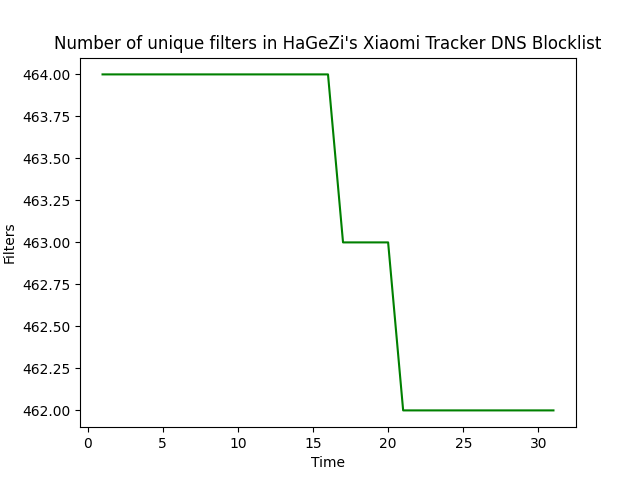 Number of unique filters in HaGeZi's Xiaomi Tracker DNS Blocklist
464.00
463.75
463.50
463.25
463.00
462.75
462.50
462.25
462.00
Filters
0 5 10 15 20 25 30
Time